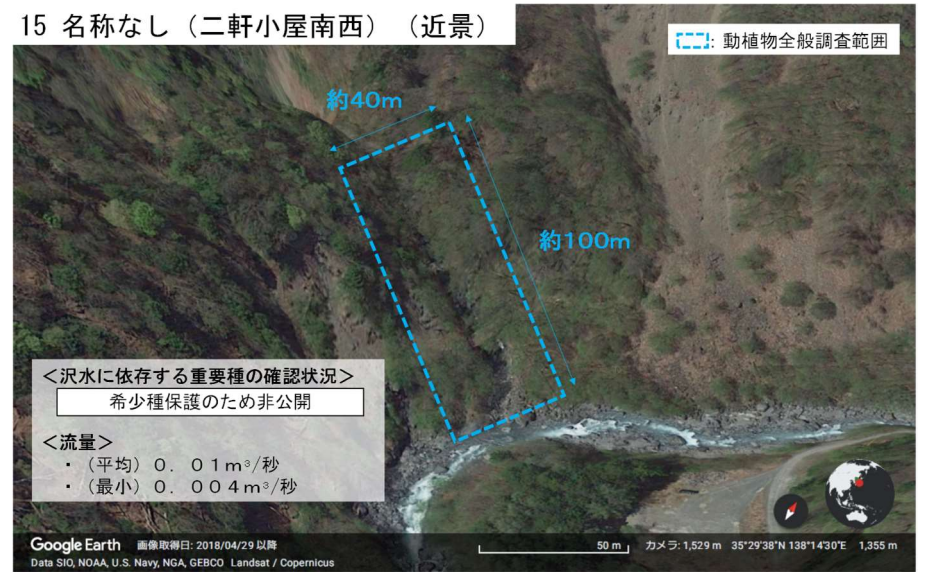 15 名称なし（二軒小屋南西）（近景）
: 動植物全般調査範囲
約40m
約100m
＜沢水に依存する重要種の確認状況＞
希少種保護のため非公開
＜流量＞
・（平均）０．０１m³/秒
・（最小）０．００４m³/秒
Google Earth 画像取得日: 2018/04/29 以降
50 m
カメラ: 1,529 m 35°29'38"N 138°14'30"E 1,355 m
Data SIO, NOAA, U.S. Navy, NGA, GEBCO Landsat / Copernicus